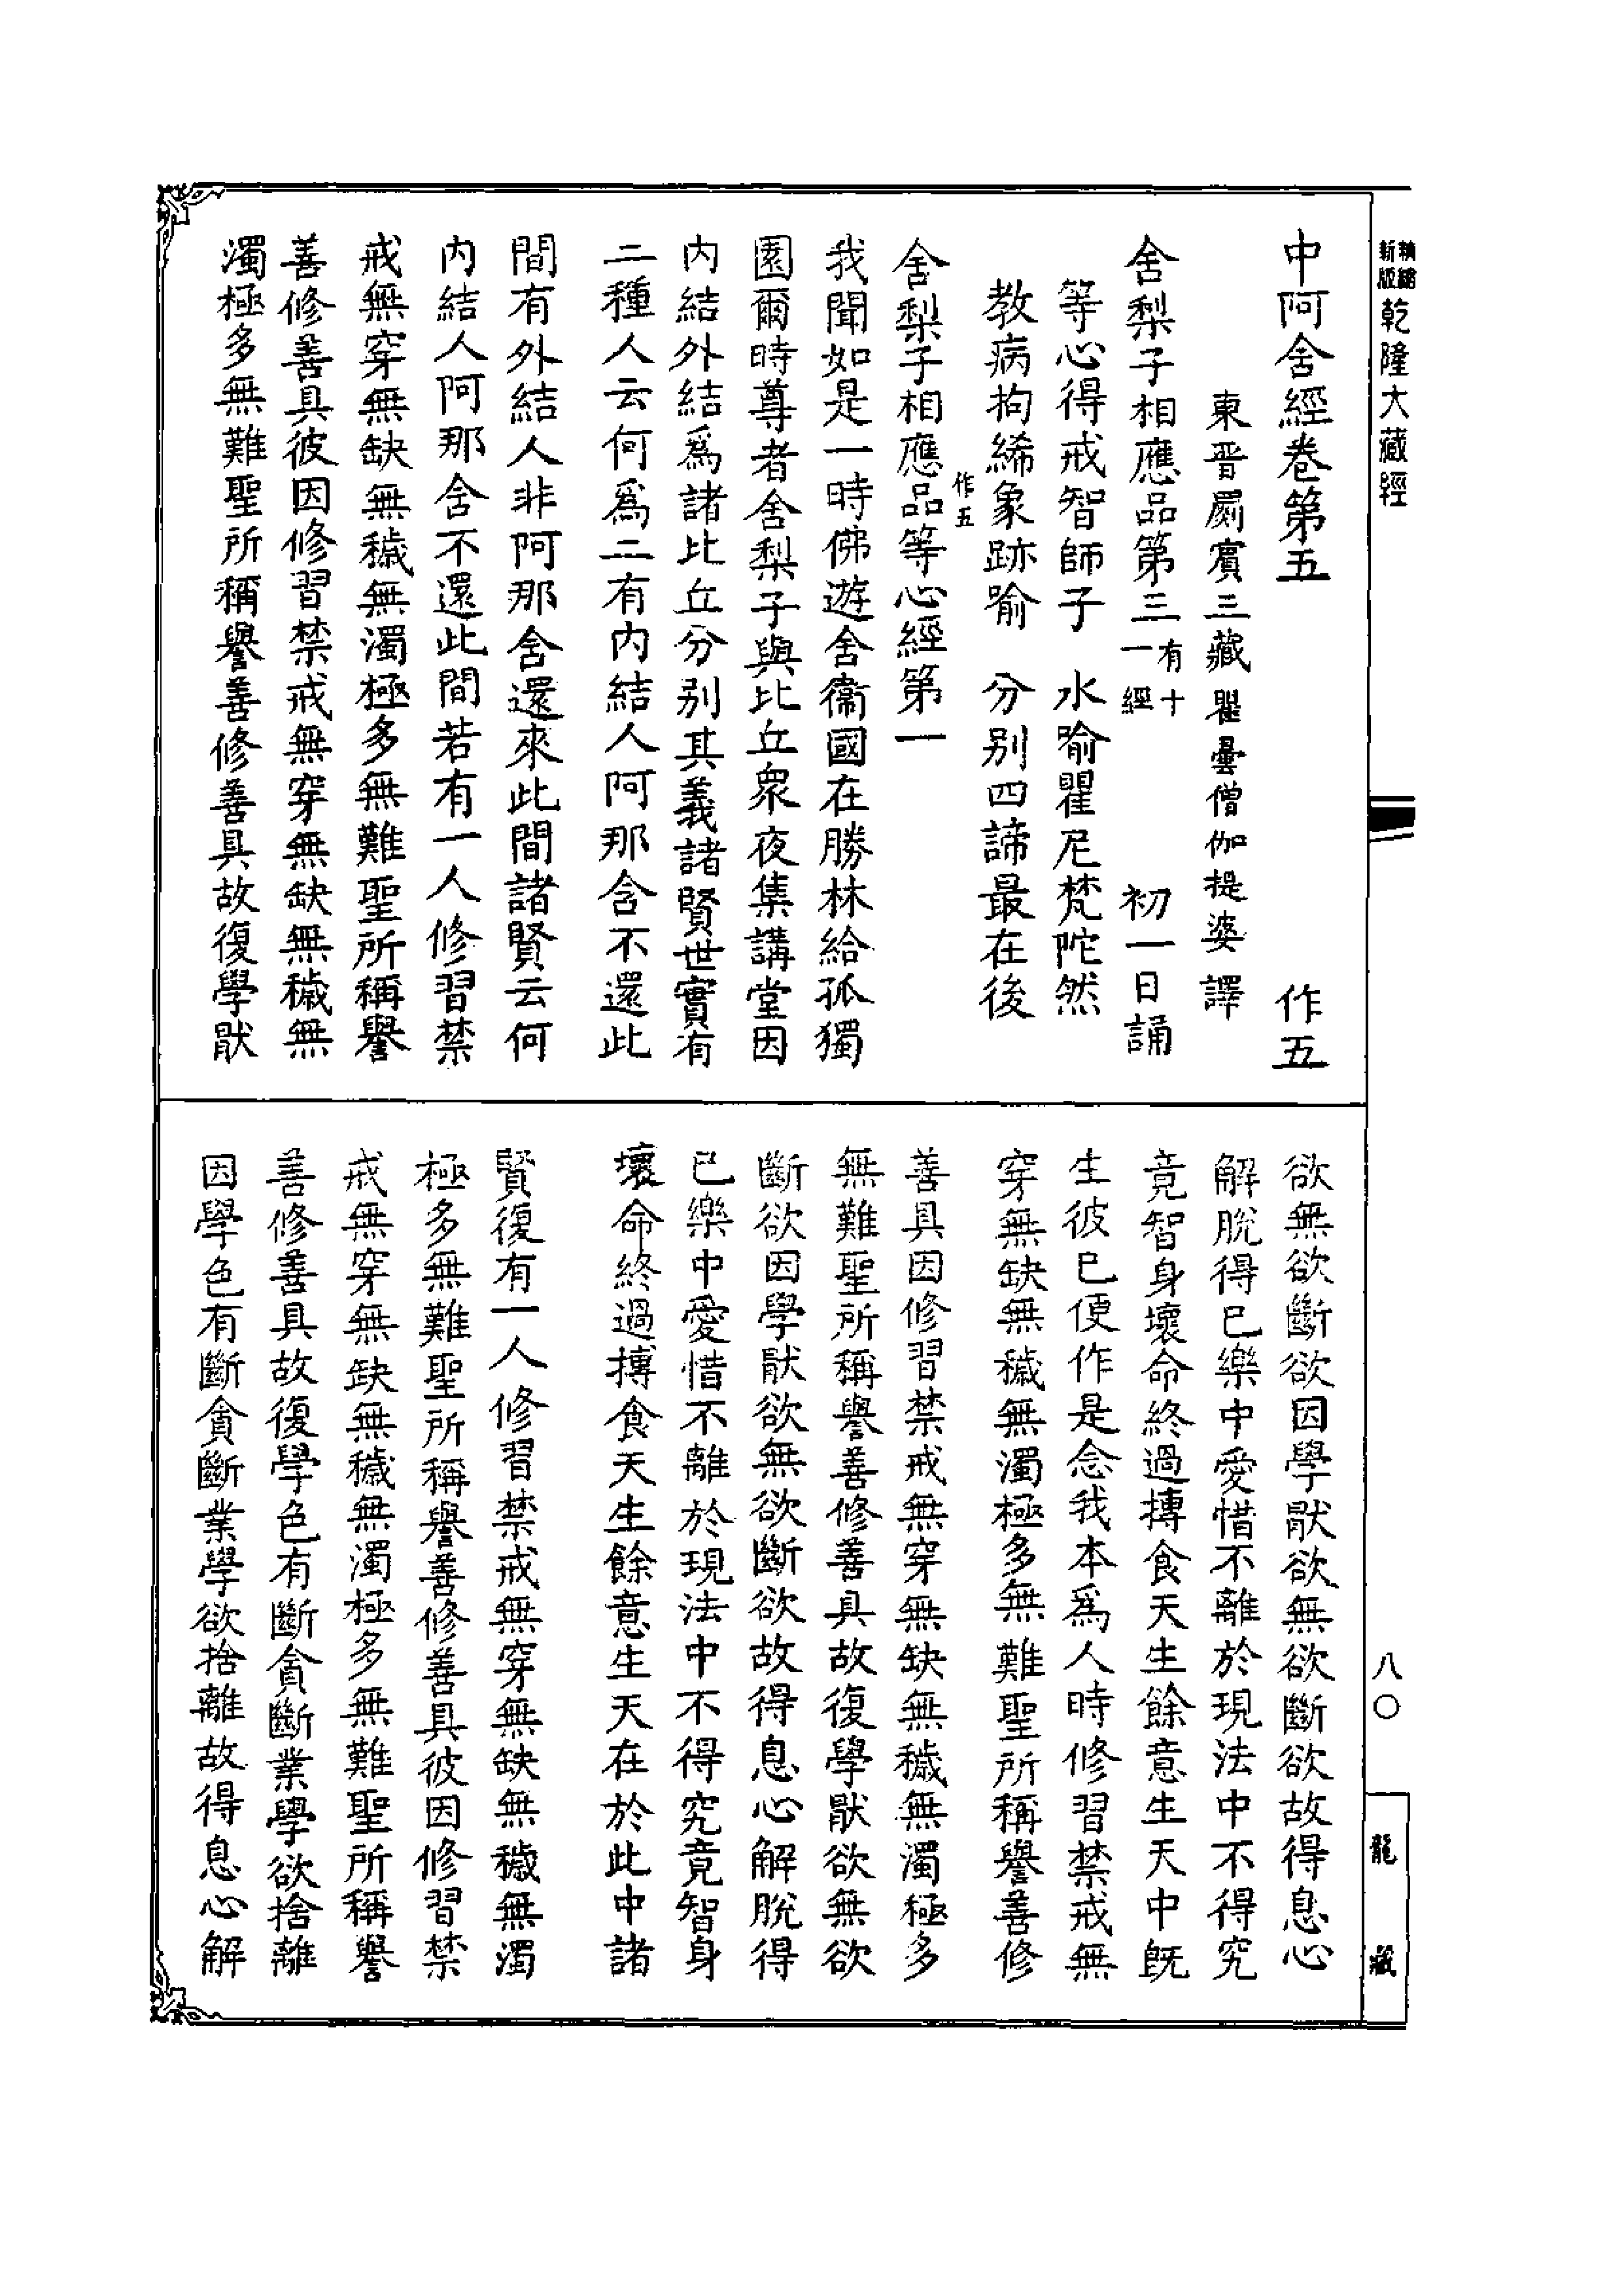 新版精縮乾隆大藏經
中阿含經卷第五　作五
東晉罽賓三藏瞿曇僧伽提婆譯
舍梨子相應品第三有十一經　初一日誦
等心得戒智師子　水喻瞿尼梵陀然
教病拘絺象跡喻　分别四諦最在後
作五
舍梨子相應品等心經第一
我聞如是一時佛遊舍衞國在勝林給孤獨
園爾時尊者舍梨子與比丘眾夜集講堂因
内結外結爲諸比丘分别其義諸賢世實有
二種人云何爲二有内結人阿那含不還此
間有外結人非阿那含還來此間諸賢云何
内結人阿那含不還此間若有一人修習禁
戒無穿無缺無穢無濁極多無難聖所稱譽
善修善具彼因修習禁戒無穿無缺無穢無
濁極多無難聖所稱譽善修善具故復學猒
欲無欲斷欲因學猒欲無欲斷欲故得息心
解脫得已樂中愛惜不離於現法中不得究
竟智身壞命終過摶食天生餘意生天中旣
生彼已便作是念我本爲人時修習禁戒無
穿無缺無穢無濁極多無難聖所稱譽善修
善具因修習禁戒無穿無缺無穢無濁極多
無難聖所稱譽善修善具故復學猒欲無欲
斷欲因學猒欲無欲斷欲故得息心解脫得
已樂中愛惜不離於現法中不得究竟智身
壞命終過摶食天生餘意生天在於此中諸
賢復有一人修習禁戒無穿無缺無穢無濁
極多無難聖所稱譽善修善具彼因修習禁
戒無穿無缺無穢無濁極多無難聖所稱譽
善修善具故復學色有斷貪斷業學欲捨離
因學色有斷貪斷業學欲捨離故得息心解
八〇
龍藏